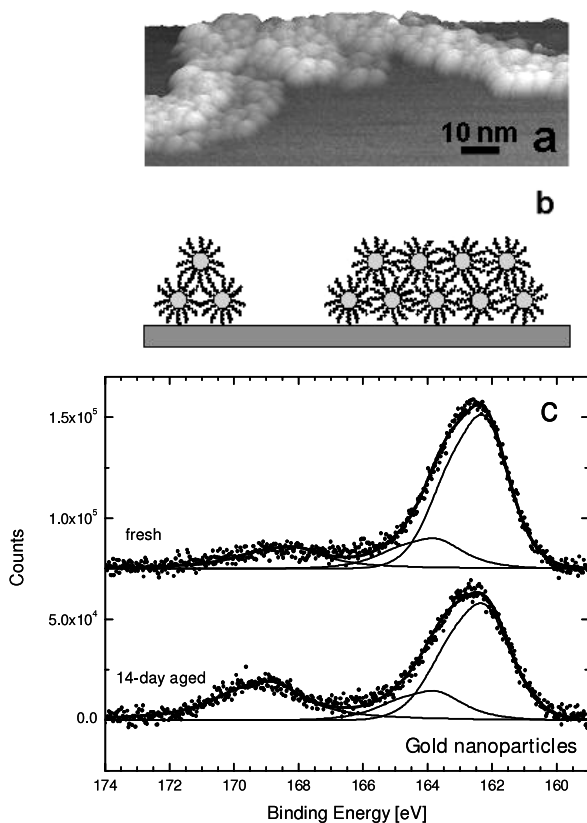 10 nm
a
b
c
1.5x10⁵
1.0x10⁵
5.0x10⁴
0.0
Counts
fresh
14-day aged
Gold nanoparticles
174 172 170 168 166 164 162 160
Binding Energy [eV]